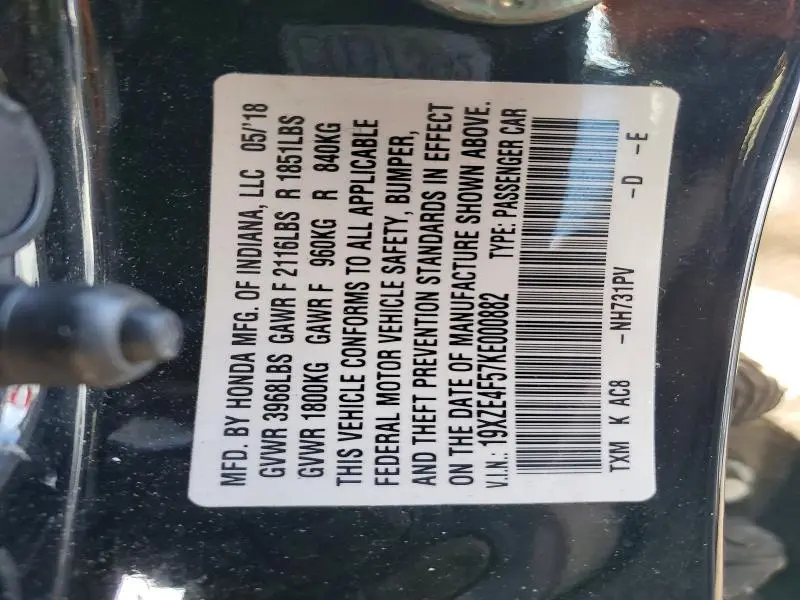 MFD. BY HONDA MFG. OF INDIANA, LLC 05/'18
GVWR 3968LBS GAWR F 2116LBS R 1851LBS
GVWR 1800KG GAWR F 960KG R 840KG
THIS VEHICLE CONFORMS TO ALL APPLICABLE
FEDERAL MOTOR VEHICLE SAFETY, BUMPER,
AND THEFT PREVENTION STANDARDS IN EFFECT
ON THE DATE OF MANUFACTURE SHOWN ABOVE.
V.I.N.: 19XZE4F57KE000882 TYPE: PASSENGER CAR
TXM K AC8 -NH731PV -D -E